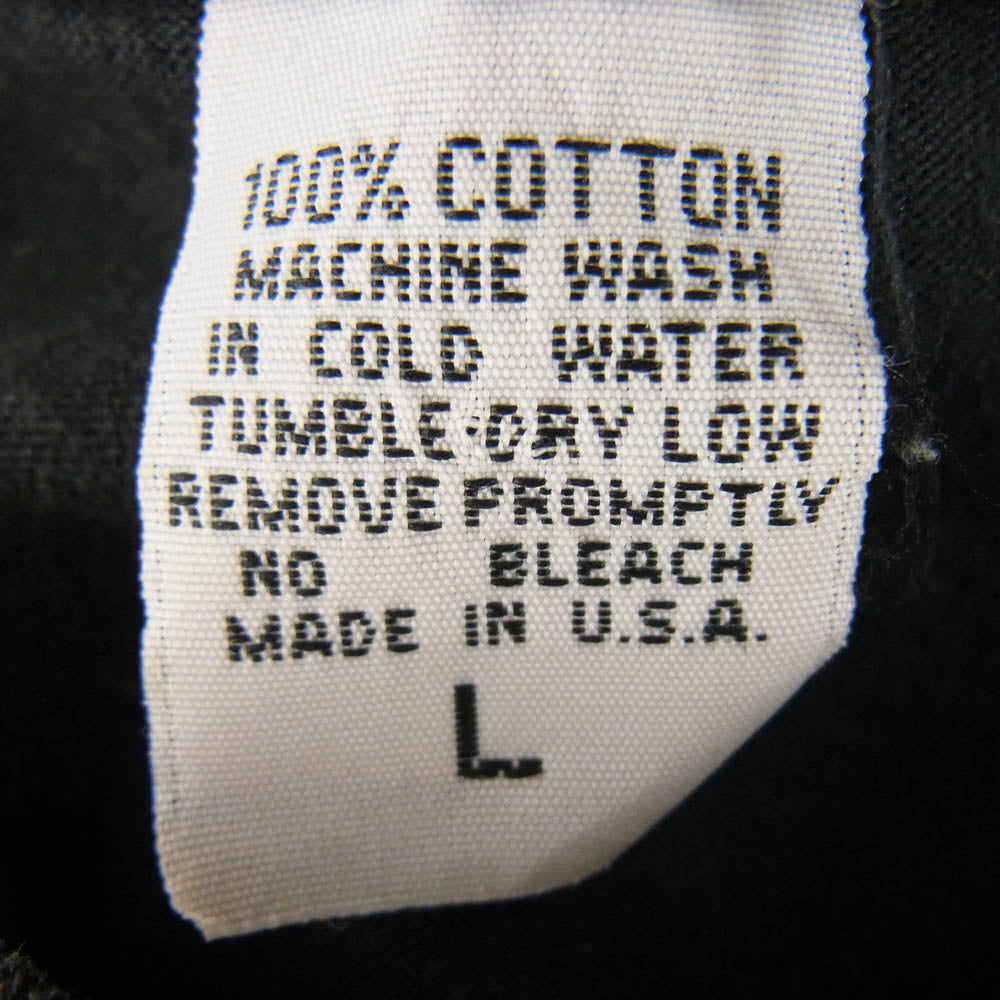 100% COTTON
MACHINE WASH
IN COLD WATER
TUMBLE DRY LOW
REMOVE PROMPTLY
NO BLEACH
MADE IN U.S.A.
L